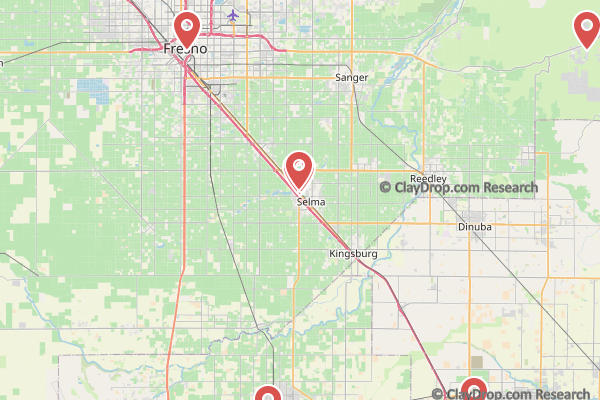 Fresno
Sanger
Reedley
© ClayDrop.com Research
Selma
Dinuba
Kingsburg
© ClayDrop.com Research